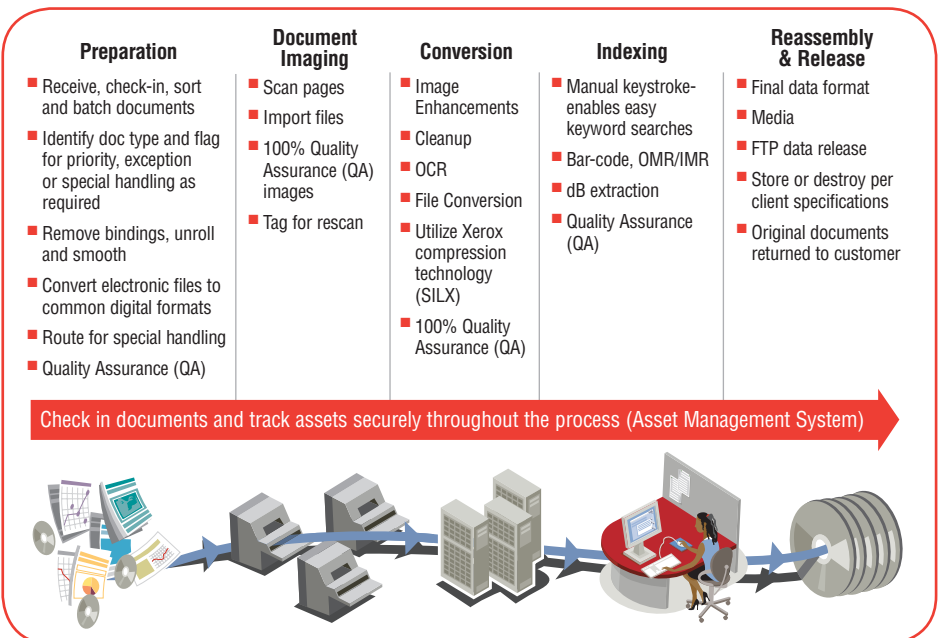 Preparation
Receive, check-in, sort
and batch documents
Identify doc type and flag
for priority, exception
or special handling as
required
Remove bindings, unroll
and smooth
Convert electronic files to
common digital formats
Route for special handling
Quality Assurance (QA)
Document
Imaging
Scan pages
Import files
100% Quality
Assurance (QA)
images
Tag for rescan
Conversion
Image
Enhancements
Cleanup
OCR
File Conversion
Utilize Xerox
compression
technology
(SILX)
100% Quality
Assurance (QA)
Indexing
Manual keystroke-
enables easy
keyword searches
Bar-code, OMR/IMR
dB extraction
Quality Assurance
(QA)
Reassembly
& Release
Final data format
Media
FTP data release
Store or destroy per
client specifications
Original documents
returned to customer
Check in documents and track assets securely throughout the process (Asset Management System)